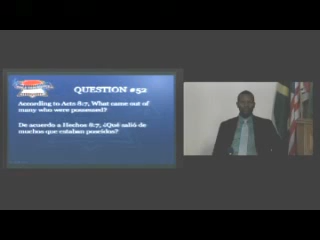 QUESTION #52
According to Acts 8:7, What came out of
many who were possessed?
De acuerdo a Hechos 8:7, ¿Qué salió de
muchos que estaban poseidos?